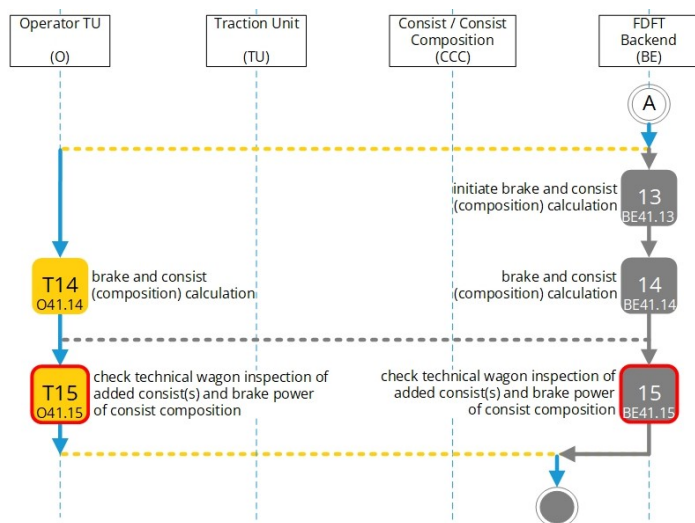 Operator TU
(O)
Traction Unit
(TU)
Consist / Consist
Composition
(CCC)
FDFT
Backend
(BE)
A
initiate brake and consist
(composition) calculation
13
BE41.13
T14
O41.14
brake and consist
(composition) calculation
brake and consist
(composition) calculation
14
BE41.14
T15
O41.15
check technical wagon inspection of
added consist(s) and brake power
of consist composition
check technical wagon inspection of
added consist(s) and brake power
of consist composition
15
BE41.15